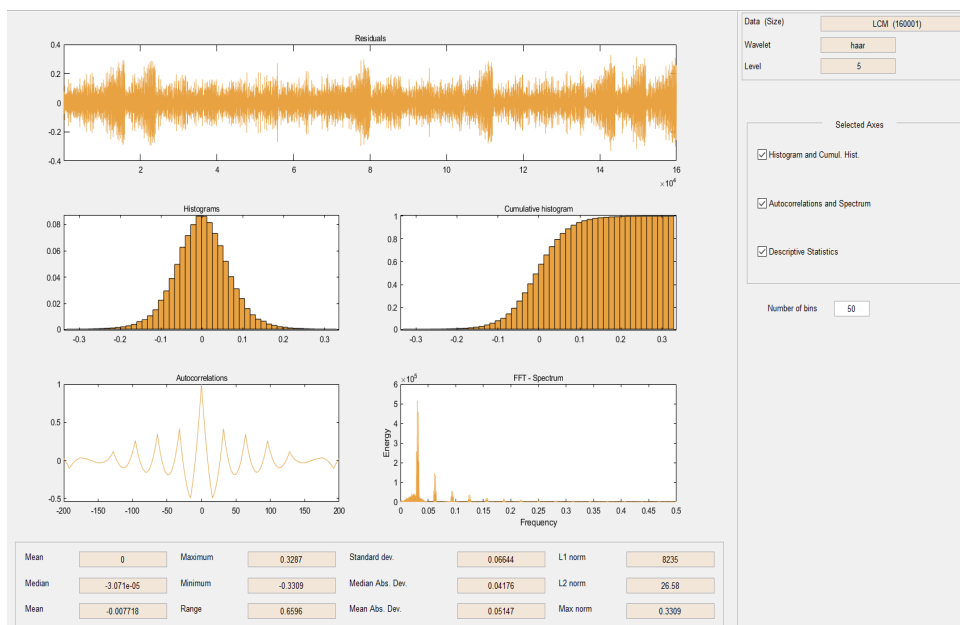 Residuals
0.4
0.2
0
-0.2
-0.4
2 4 6 8 10 12 14 16
×10⁴
Data (Size) LCM (160001)
Wavelet haar
Level 5
Selected Axes
Histogram and Cumul. Hist.
Autocorrelations and Spectrum
Descriptive Statistics
Number of bins 50
Histograms
0.08
0.06
0.04
0.02
0
-0.3 -0.2 -0.1 0 0.1 0.2 0.3
Cumulative histogram
1
0.8
0.6
0.4
0.2
0
-0.3 -0.2 -0.1 0 0.1 0.2 0.3
Autocorrelations
1
0.5
0
-0.5
-200 -150 -100 -50 0 50 100 150 200
FFT - Spectrum
×10⁵
6
5
4
3
2
1
0
Energy
0 0.05 0.1 0.15 0.2 0.25 0.3 0.35 0.4 0.45 0.5
Frequency
Mean 0 Maximum 0.3287 Standard dev. 0.06644 L1 norm 8235
Median -3.071e-05 Minimum -0.3309 Median Abs. Dev. 0.04176 L2 norm 26.58
Mean -0.007718 Range 0.6596 Mean Abs. Dev. 0.05147 Max norm 0.3309